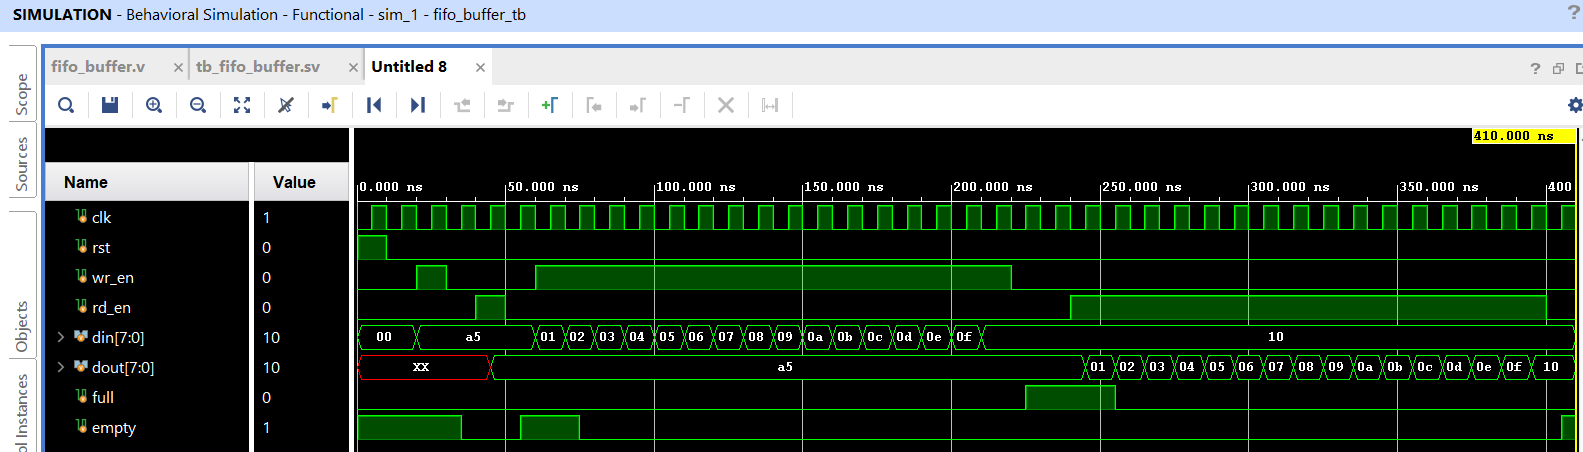 SIMULATION - Behavioral Simulation - Functional - sim_1 - fifo_buffer_tb ?
Scope
Sources
Objects
ol Instances
fifo_buffer.v × tb_fifo_buffer.sv × Untitled 8 × ?
410.000 ns
Name Value
0.000 ns 50.000 ns 100.000 ns 150.000 ns 200.000 ns 250.000 ns 300.000 ns 350.000 ns 400
clk 1
rst 0
wr_en 0
rd_en 0
din[7:0] 10 00 a5 01 02 03 04 05 06 07 08 09 0a 0b 0c 0d 0e 0f 10
dout[7:0] 10 XX a5 01 02 03 04 05 06 07 08 09 0a 0b 0c 0d 0e 0f 10
full 0
empty 1